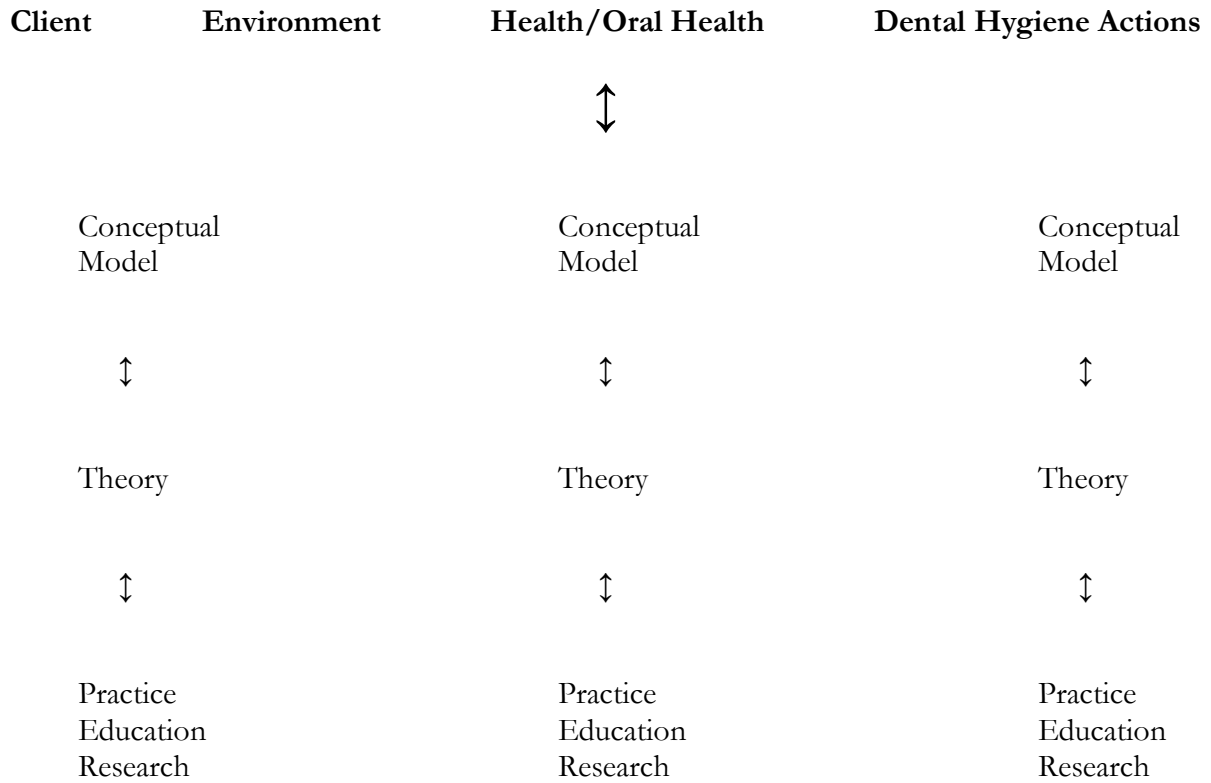 Client Environment Health/Oral Health Dental Hygiene Actions
↕
Conceptual Conceptual Conceptual
Model Model Model
↕ ↕ ↕
Theory Theory Theory
↕ ↕ ↕
Practice Practice Practice
Education Education Education
Research Research Research